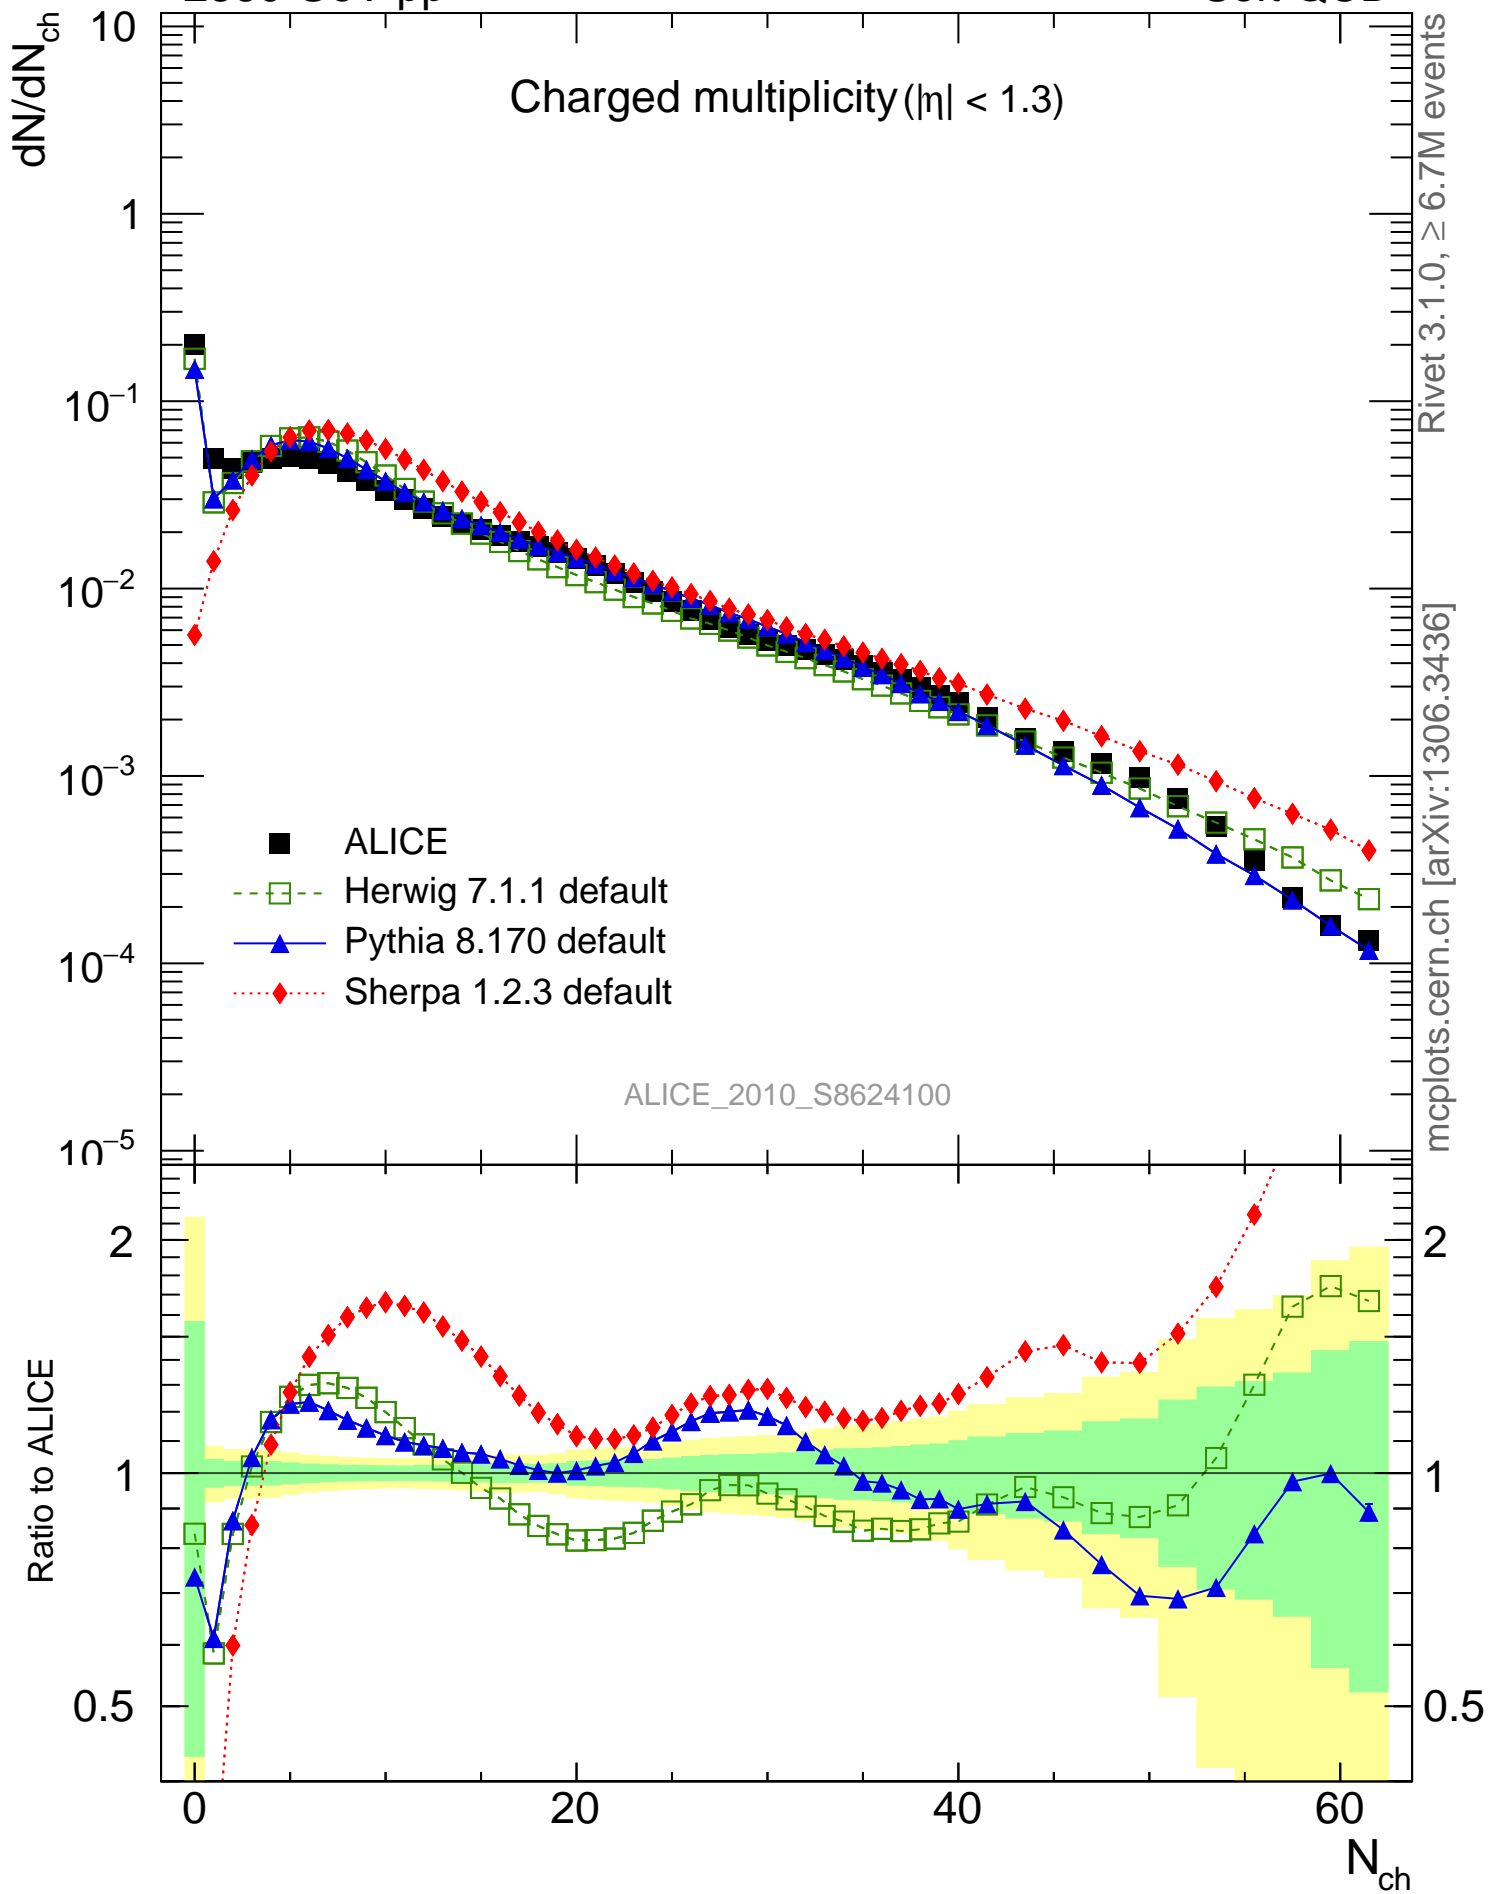 dN/dN_ch
Charged multiplicity (|η| < 1.3)
10
1
10⁻¹
10⁻²
10⁻³
10⁻⁴
10⁻⁵
ALICE
Herwig 7.1.1 default
Pythia 8.170 default
Sherpa 1.2.3 default
ALICE_2010_S8624100
Rivet 3.1.0, ≥ 6.7M events
mcplots.cern.ch [arXiv:1306.3436]
Ratio to ALICE
2
1
0.5
2
1
0.5
0
20
40
60
N_ch